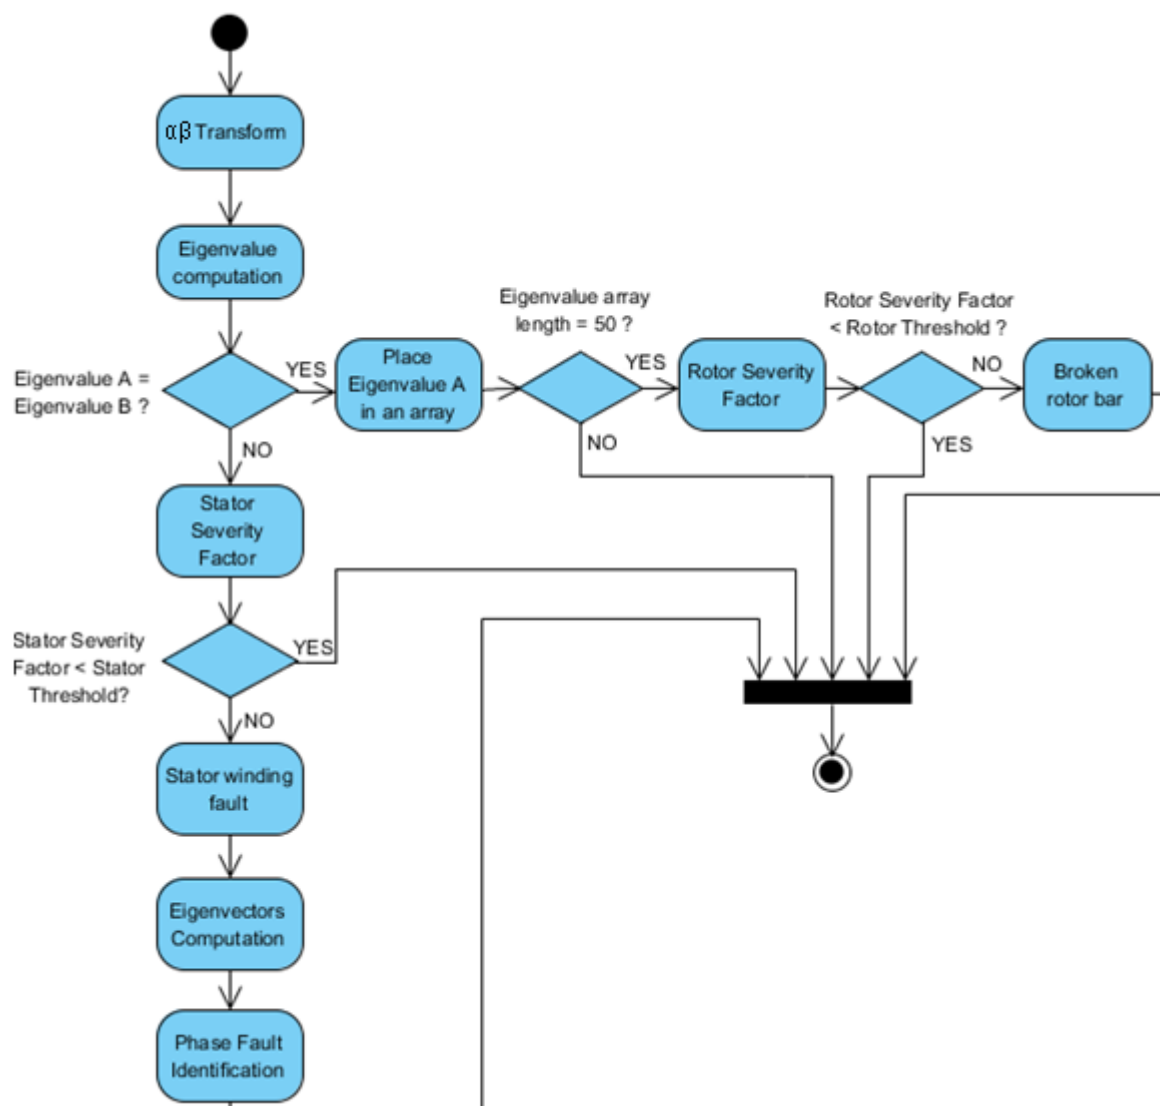 αβ Transform
Eigenvalue
computation
Eigenvalue A =
Eigenvalue B ?
YES
NO
Place
Eigenvalue A
in an array
Eigenvalue array
length = 50 ?
YES
NO
Rotor Severity
Factor
Rotor Severity Factor
< Rotor Threshold ?
NO
YES
Broken
rotor bar
Stator
Severity
Factor
Stator Severity
Factor < Stator
Threshold?
YES
NO
Stator winding
fault
Eigenvectors
Computation
Phase Fault
Identification